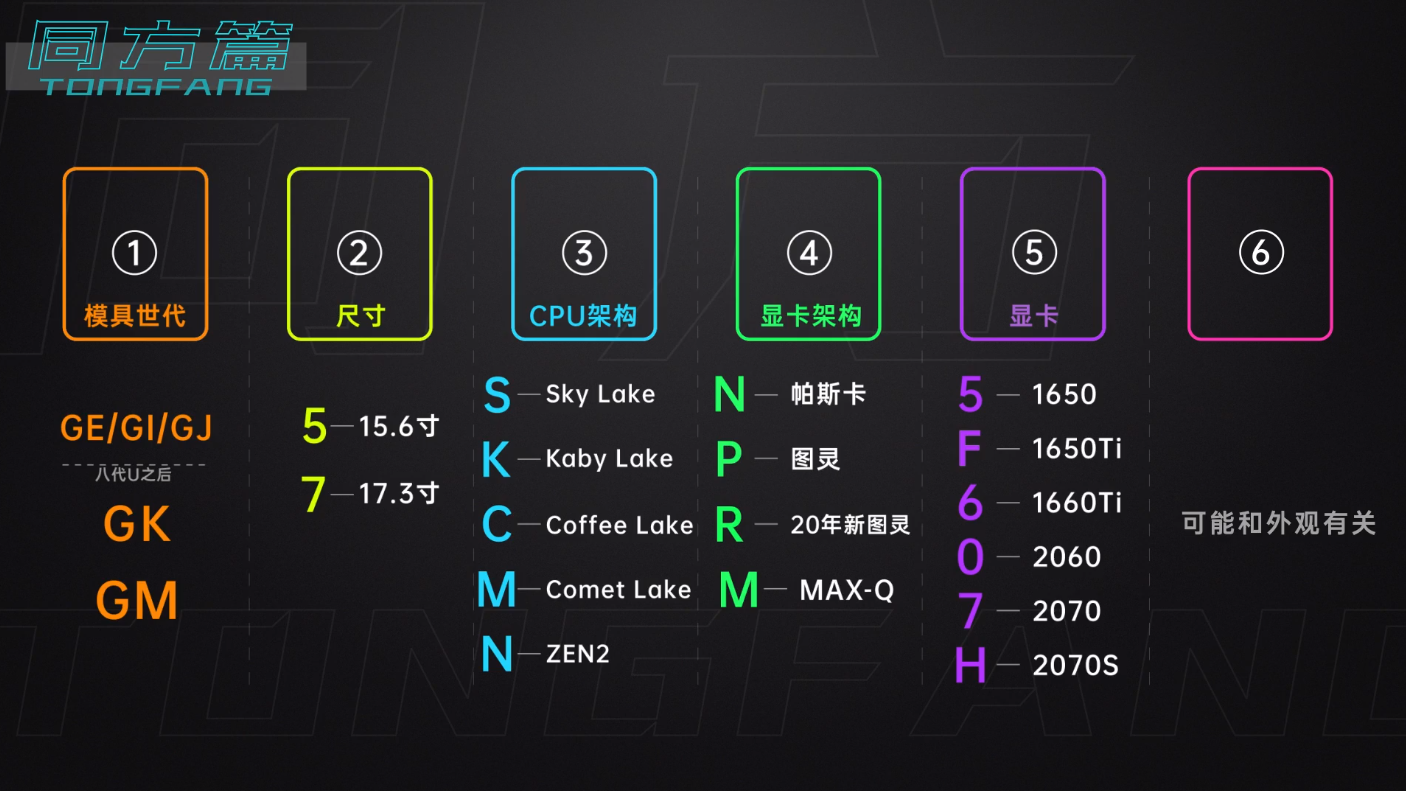 同方篇
TONGFANG
①
模具世代
GE/GI/GJ
八代U之后
GK
GM
②
尺寸
5—15.6寸
7—17.3寸
③
CPU架构
S—Sky Lake
K—Kaby Lake
C—Coffee Lake
M—Comet Lake
N—ZEN2
④
显卡架构
N—帕斯卡
P—图灵
R—20年新图灵
M—MAX-Q
⑤
显卡
5—1650
F—1650Ti
6—1660Ti
0—2060
7—2070
H—2070S
⑥
可能和外观有关
同方
TONGFANG